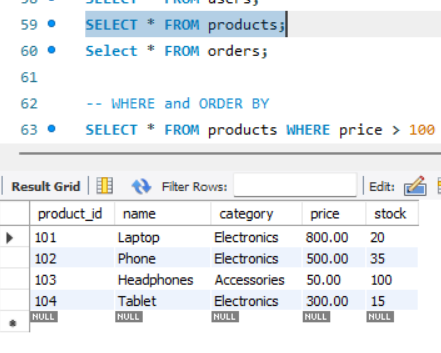 58 SELECT * FROM users;
59 SELECT * FROM products;
60 Select * FROM orders;
61
62 -- WHERE and ORDER BY
63 SELECT * FROM products WHERE price > 100
Result Grid Filter Rows: Edit:
product_id name category price stock
101 Laptop Electronics 800.00 20
102 Phone Electronics 500.00 35
103 Headphones Accessories 50.00 100
104 Tablet Electronics 300.00 15
NULL NULL NULL NULL NULL